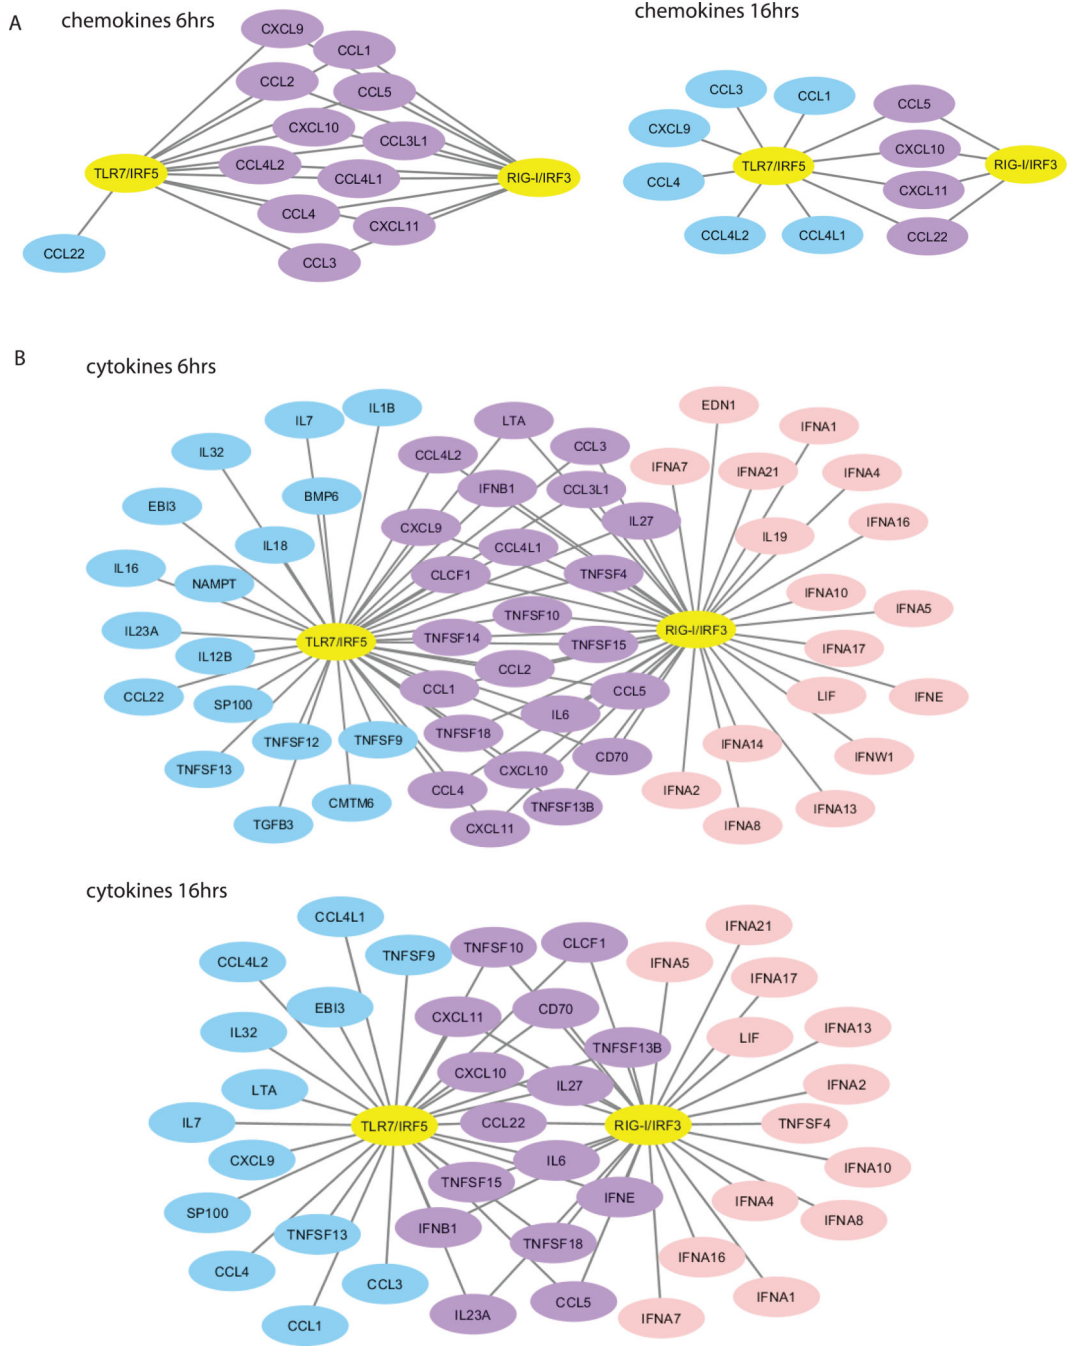 A
chemokines 6hrs
chemokines 16hrs
CXCL9
CCL1
CCL2
CCL5
CXCL10
CCL3L1
CCL4L2
TLR7/IRF5
CCL4L1
RIG-I/IRF3
CCL4
CXCL11
CCL22
CCL3
CCL3
CCL1
CCL5
CXCL9
CXCL10
TLR7/IRF5
RIG-I/IRF3
CCL4
CXCL11
CCL4L2
CCL4L1
CCL22
B
cytokines 6hrs
EDN1
IL1B
IL7
LTA
IFNA1
CCL3
IL32
CCL4L2
IFNA7
IFNA21
IFNA4
BMP6
IFNB1
CCL3L1
EBI3
IL27
IFNA16
CXCL9
IL19
IL18
CCL4L1
IL16
NAMPT
CLCF1
TNFSF4
IFNA10
IFNA5
TNFSF10
IL23A
TLR7/IRF5
TNFSF14
RIG-I/IRF3
TNFSF15
IFNA17
IL12B
CCL2
CCL22
SP100
CCL1
CCL5
LIF
IFNE
IL6
TNFSF12
TNFSF9
TNFSF18
IFNA14
IFNW1
TNFSF13
CXCL10
CD70
CCL4
IFNA2
CMTM6
TNFSF13B
IFNA13
TGFB3
CXCL11
IFNA8
cytokines 16hrs
CCL4L1
IFNA21
TNFSF9
TNFSF10
CLCF1
CCL4L2
IFNA5
IFNA17
EBI3
CXCL11
CD70
IL32
IFNA13
LIF
TNFSF13B
CXCL10
LTA
IL27
IFNA2
IL7
TLR7/IRF5
CCL22
RIG-I/IRF3
TNFSF4
CXCL9
IL6
IFNA10
TNFSF15
IFNE
IFNA4
SP100
IFNA8
TNFSF13
IFNB1
TNFSF18
IFNA16
CCL4
CCL3
IL23A
CCL5
IFNA1
CCL1
IFNA7